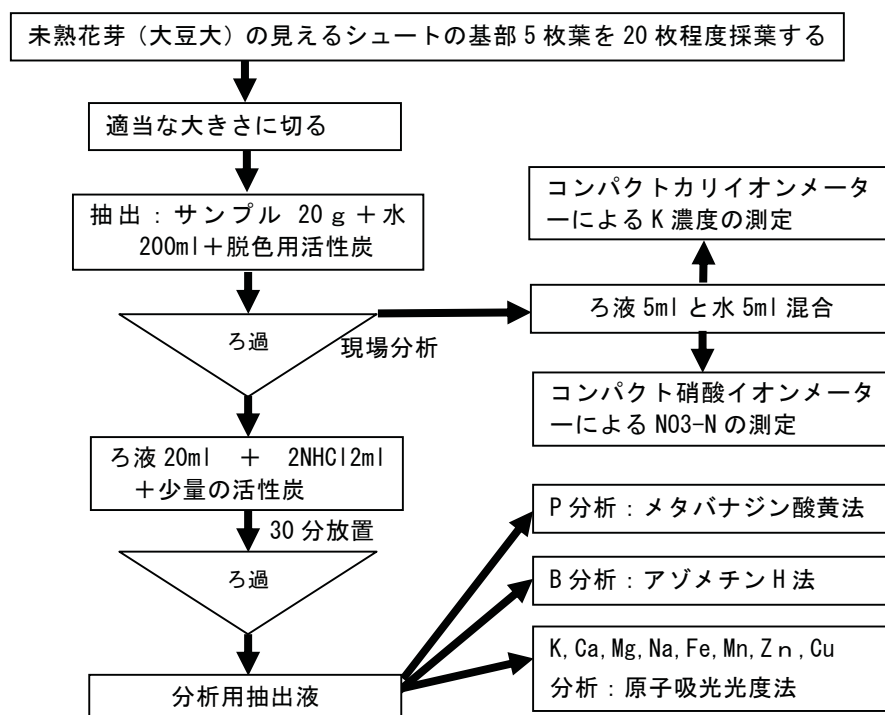 未熟花芽（大豆大）の見えるシュートの基部5枚葉を20枚程度採葉する
適当な大きさに切る
抽出：サンプル 20ｇ＋水
200ml＋脱色用活性炭
ろ過
現場分析
コンパクトカリイオンメータ
ーによるK濃度の測定
ろ液5mlと水5ml混合
コンパクト硝酸イオンメータ
ーによるNO3-Nの測定
ろ液20ml ＋ 2NHCl2ml
＋少量の活性炭
30分放置
ろ過
分析用抽出液
P分析：メタバナジン酸黄法
B分析：アゾメチンH法
K,Ca,Mg,Na,Fe,Mn,Zｎ,Cu
分析：原子吸光光度法